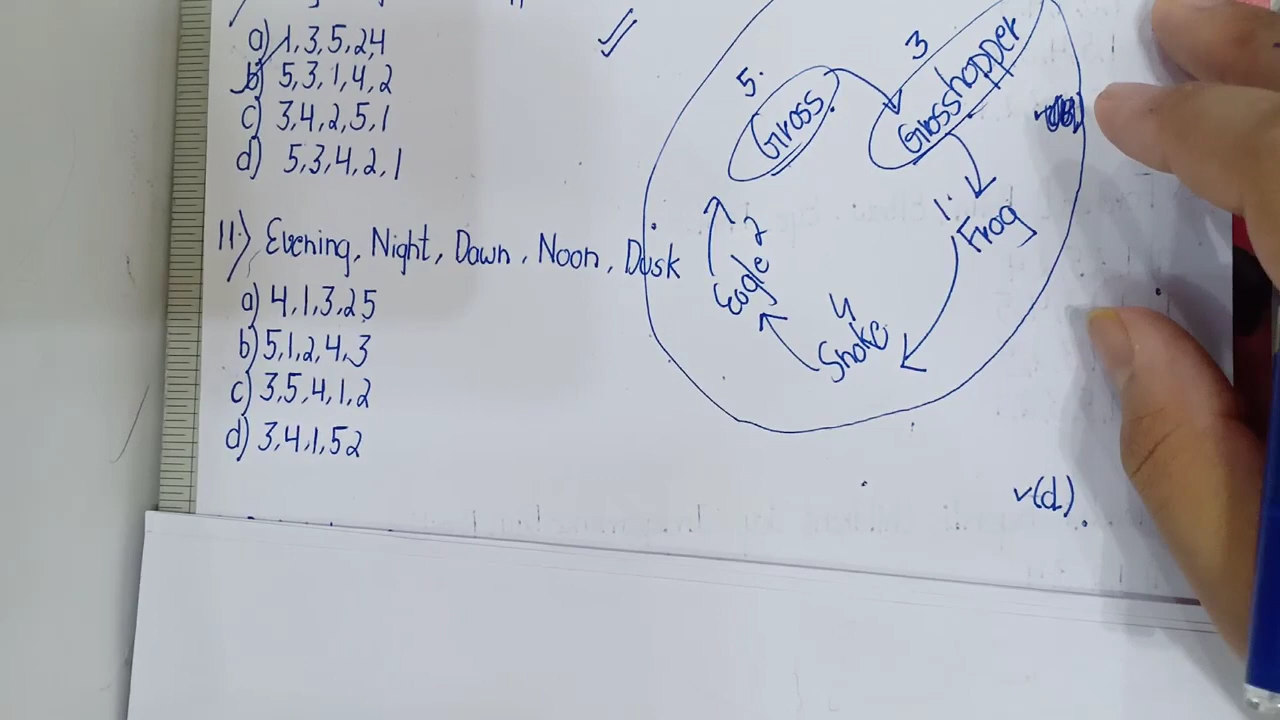 a) 1, 3, 5, 2, 4
b) 5, 3, 1, 4, 2
c) 3, 4, 2, 5, 1
d) 5, 3, 4, 2, 1
11.) Evening, Night, Dawn, Noon, Dusk
a) 4, 1, 3, 2 5
b) 5, 1, 2, 4, 3
c) 3, 5, 4, 1, 2
d) 3, 4, 1, 5 2
5.
Grass
3
Grasshopper
1.
Frog
4
Snake
2
Eagle
(d).